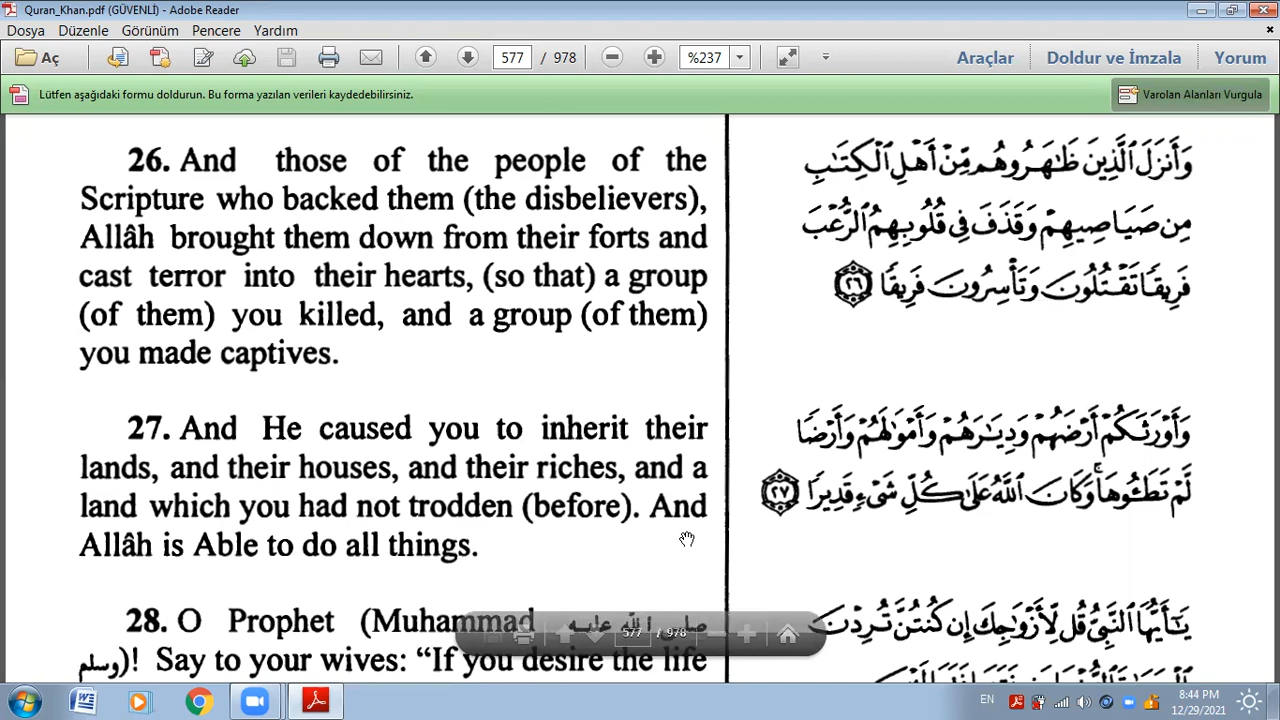 Quran_Khan.pdf (GÜVENLİ) - Adobe Reader
Dosya Düzenle Görünüm Pencere Yardım
Aç 577 / 978 %237 Araçlar Doldur ve İmzala Yorum
Lütfen aşağıdaki formu doldurun. Bu forma yazılan verileri kaydedebilirsiniz. Varolan Alanları Vurgula
26. And those of the people of the
Scripture who backed them (the disbelievers),
Allâh brought them down from their forts and
cast terror into their hearts, (so that) a group
(of them) you killed, and a group (of them)
you made captives.
27. And He caused you to inherit their
lands, and their houses, and their riches, and a
land which you had not trodden (before). And
Allâh is Able to do all things.
28. O Prophet (Muhammad صلى الله عليه
وسلم)! Say to your wives: “If you desire the life
وَأَنزَلَ ٱلَّذِينَ ظَٰهَرُوهُم مِّنْ أَهْلِ ٱلْكِتَٰبِ
مِن صَيَاصِيهِمْ وَقَذَفَ فِى قُلُوبِهِمُ ٱلرُّعْبَ
فَرِيقًا تَقْتُلُونَ وَتَأْسِرُونَ فَرِيقًا ٢٦
وَأَوْرَثَكُمْ أَرْضَهُمْ وَدِيَٰرَهُمْ وَأَمْوَٰلَهُمْ وَأَرْضًا
لَّمْ تَطَـُٔوهَا ۚ وَكَانَ ٱللَّهُ عَلَىٰ كُلِّ شَىْءٍ قَدِيرًا ٢٧
يَٰٓأَيُّهَا ٱلنَّبِىُّ قُل لِّأَزْوَٰجِكَ إِن كُنتُنَّ تُرِدْنَ
577 / 978
EN 8:44 PM
12/29/2021